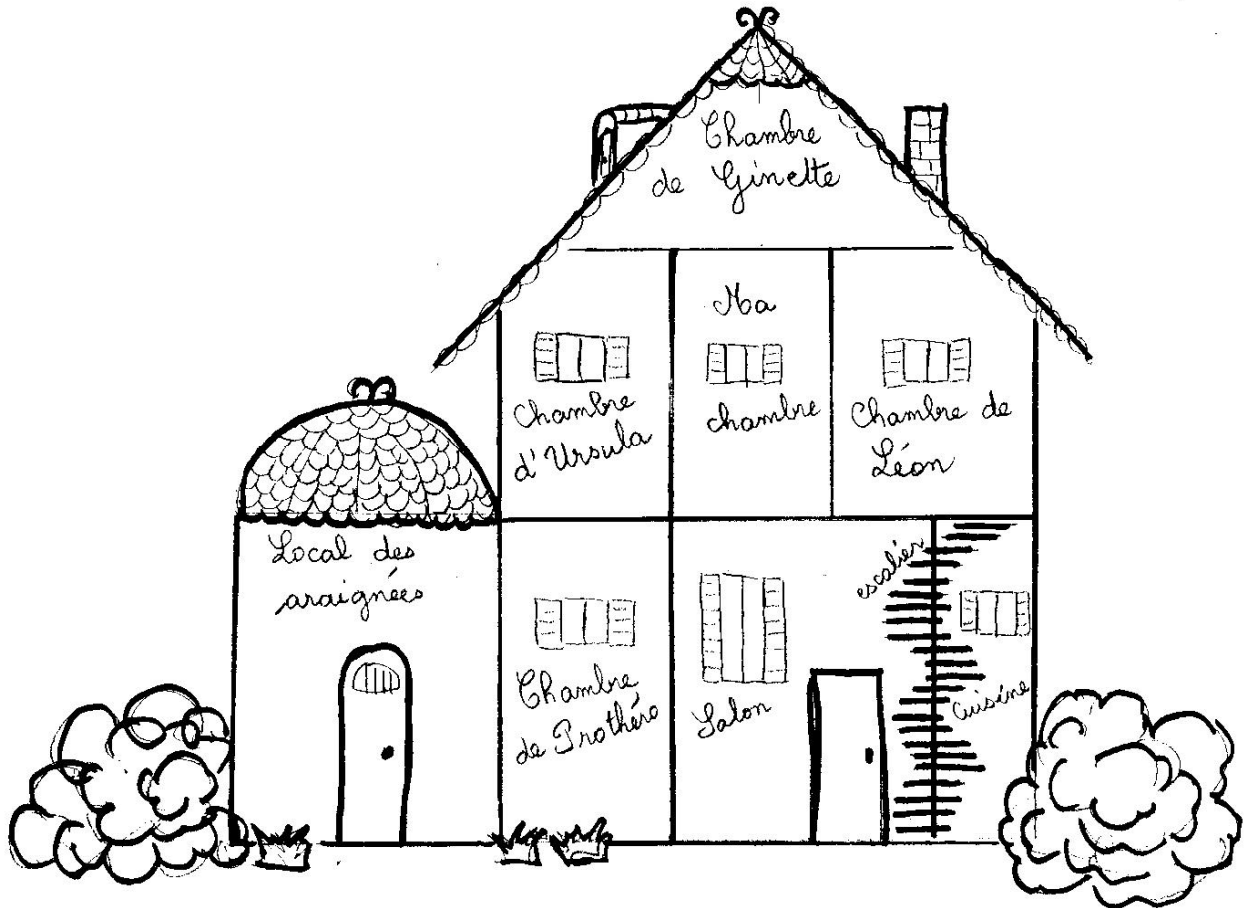 Chambre
de Ginette
Ma
chambre
Chambre
d'Ursula
Chambre de
Léon
Local des
araignées
Chambre
de Prothéro
Salon
escalier
Cuisine